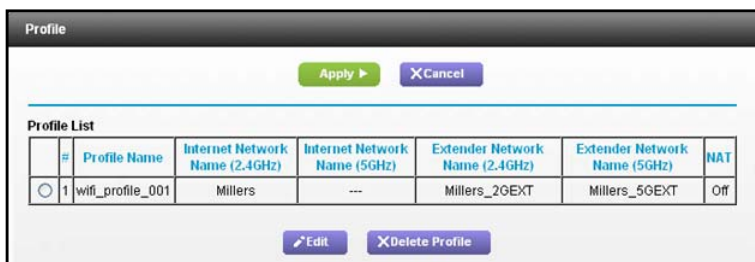 Profile
Apply
Cancel
Profile List
# Profile Name Internet Network Name (2.4GHz) Internet Network Name (5GHz) Extender Network Name (2.4GHz) Extender Network Name (5GHz) NAT
1 wifi_profile_001 Millers --- Millers_2GEXT Millers_5GEXT Off
Edit
Delete Profile